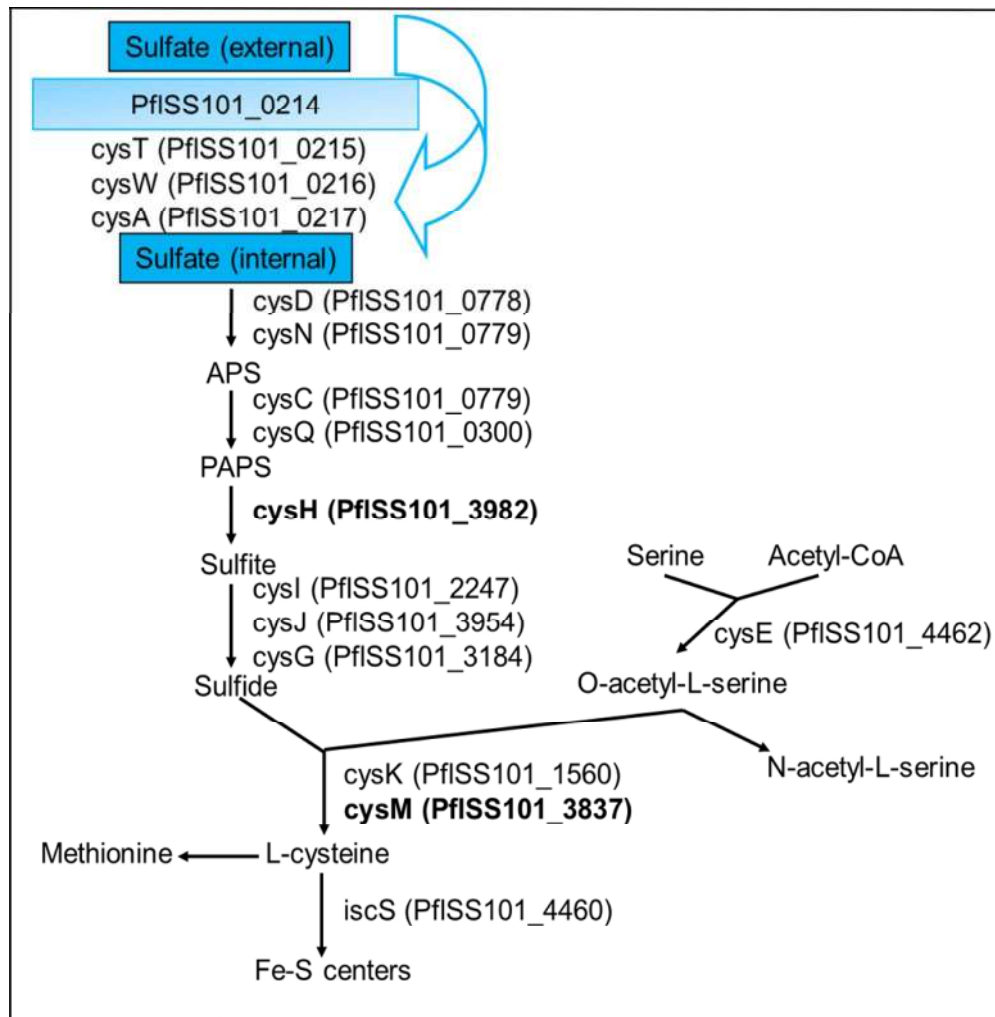 Sulfate (external)
PflSS101_0214
cysT (PflSS101_0215)
cysW (PflSS101_0216)
cysA (PflSS101_0217)
Sulfate (internal)
cysD (PflSS101_0778)
cysN (PflSS101_0779)
APS
cysC (PflSS101_0779)
cysQ (PflSS101_0300)
PAPS
cysH (PflSS101_3982)
Sulfite
cysI (PflSS101_2247)
cysJ (PflSS101_3954)
cysG (PflSS101_3184)
Sulfide
Serine Acetyl-CoA
cysE (PflSS101_4462)
O-acetyl-L-serine
N-acetyl-L-serine
cysK (PflSS101_1560)
cysM (PflSS101_3837)
Methionine L-cysteine
iscS (PflSS101_4460)
Fe-S centers